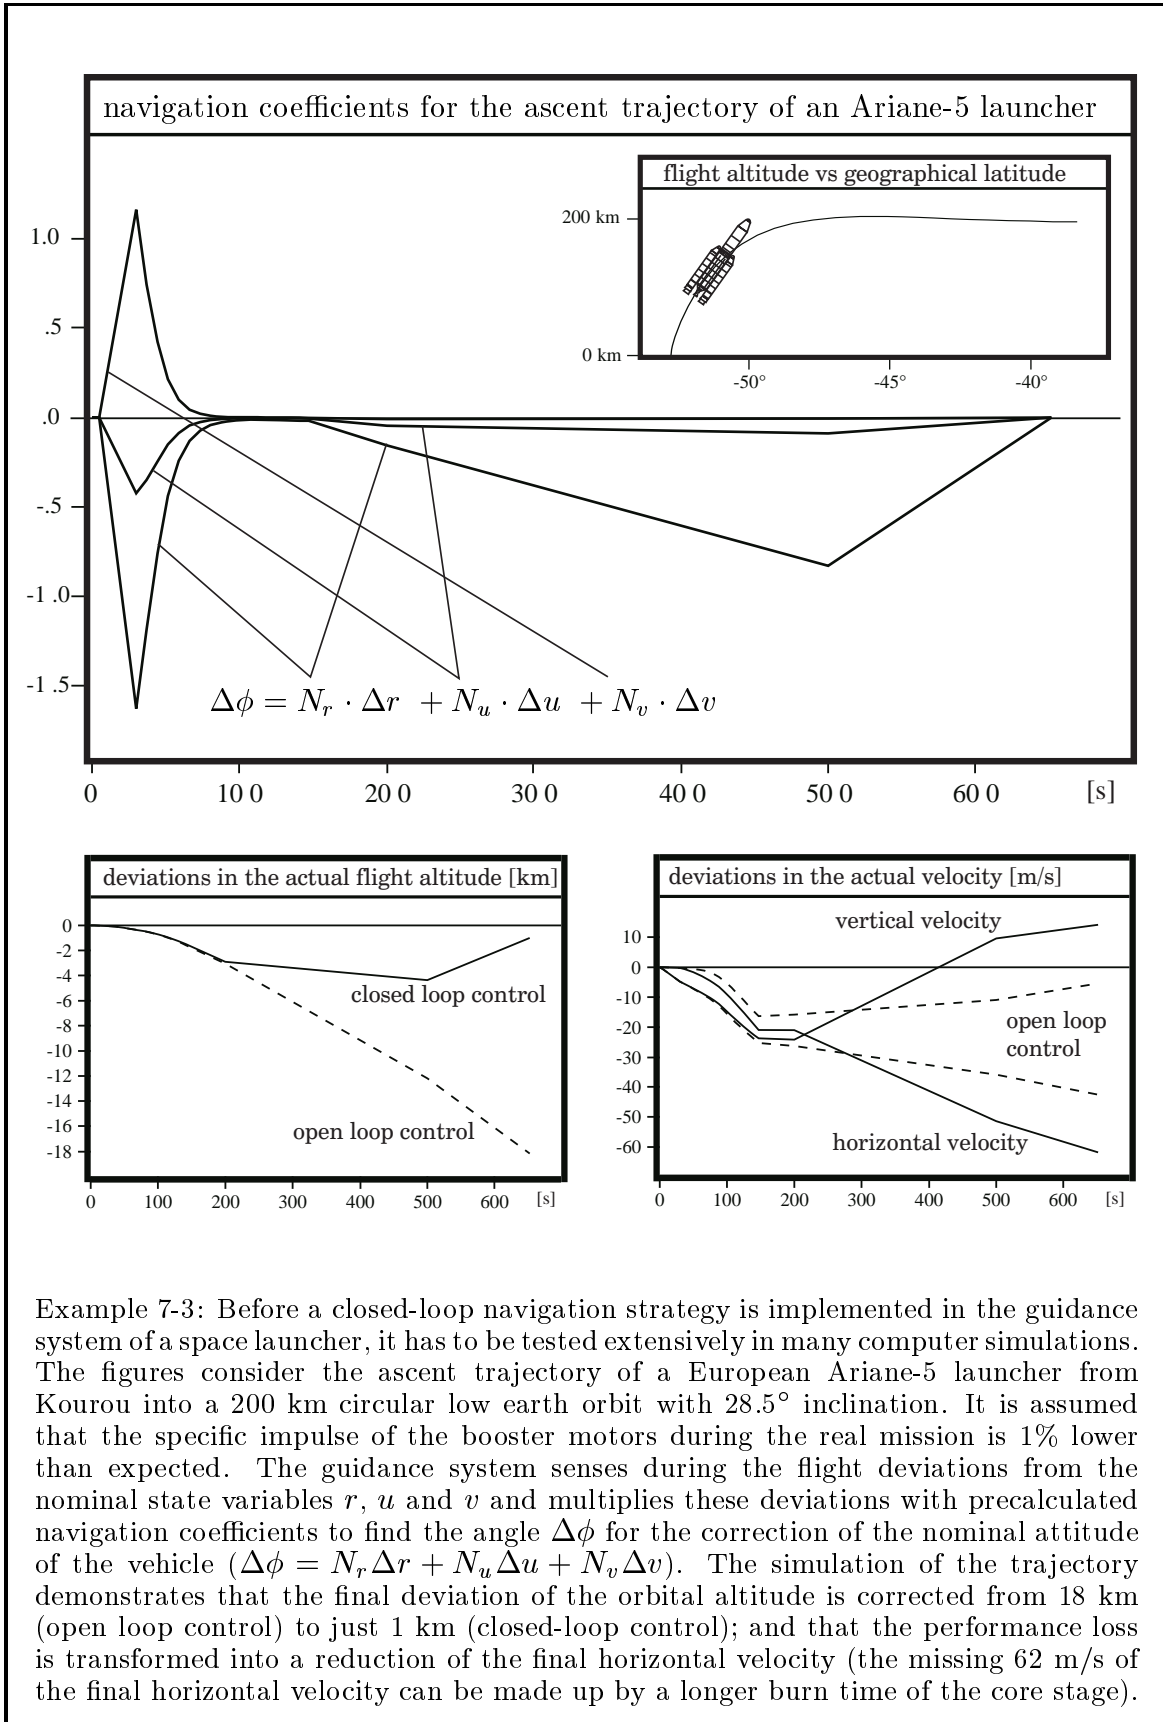 navigation coefficients for the ascent trajectory of an Ariane-5 launcher
flight altitude vs geographical latitude
200 km
0 km
-50°
-45°
-40°
1.0
.5
.0
-.5
-1.0
-1.5
Δϕ = N_r · Δr + N_u · Δu + N_v · Δv
0
100
200
300
400
500
600
[s]
deviations in the actual flight altitude [km]
0
-2
-4
-6
-8
-10
-12
-14
-16
-18
closed loop control
open loop control
0
100
200
300
400
500
600
[s]
deviations in the actual velocity [m/s]
10
0
-10
-20
-30
-40
-50
-60
vertical velocity
open loop
control
horizontal velocity
0
100
200
300
400
500
600
[s]
Example 7-3: Before a closed-loop navigation strategy is implemented in the guidance
system of a space launcher, it has to be tested extensively in many computer simulations.
The figures consider the ascent trajectory of a European Ariane-5 launcher from
Kourou into a 200 km circular low earth orbit with 28.5° inclination. It is assumed
that the specific impulse of the booster motors during the real mission is 1% lower
than expected. The guidance system senses during the flight deviations from the
nominal state variables r, u and v and multiplies these deviations with precalculated
navigation coefficients to find the angle Δϕ for the correction of the nominal attitude
of the vehicle (Δϕ = N_rΔr + N_uΔu + N_vΔv). The simulation of the trajectory
demonstrates that the final deviation of the orbital altitude is corrected from 18 km
(open loop control) to just 1 km (closed-loop control); and that the performance loss
is transformed into a reduction of the final horizontal velocity (the missing 62 m/s of
the final horizontal velocity can be made up by a longer burn time of the core stage).